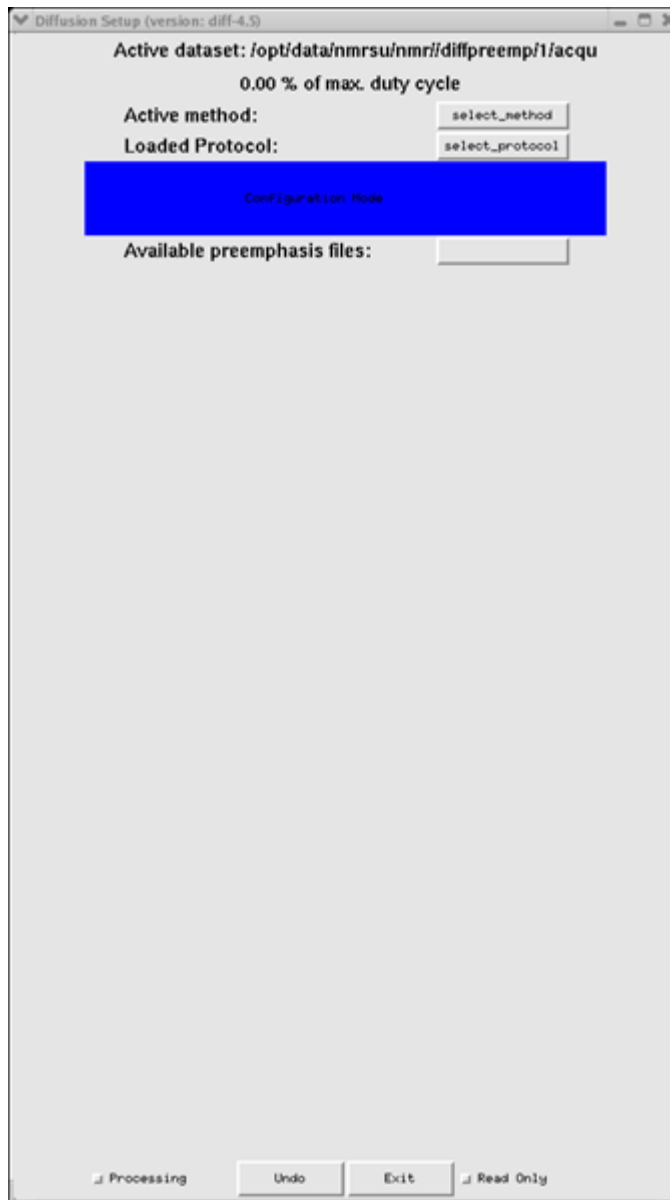 Diffusion Setup (version: diff-4.5)
Active dataset: /opt/data/nmrsu/nmr//diffpreemp/1/acqu
0.00 % of max. duty cycle
Active method: select_method
Loaded Protocol: select_protocol
Configuration Mode
Available preemphasis files:
Processing Undo Exit Read Only